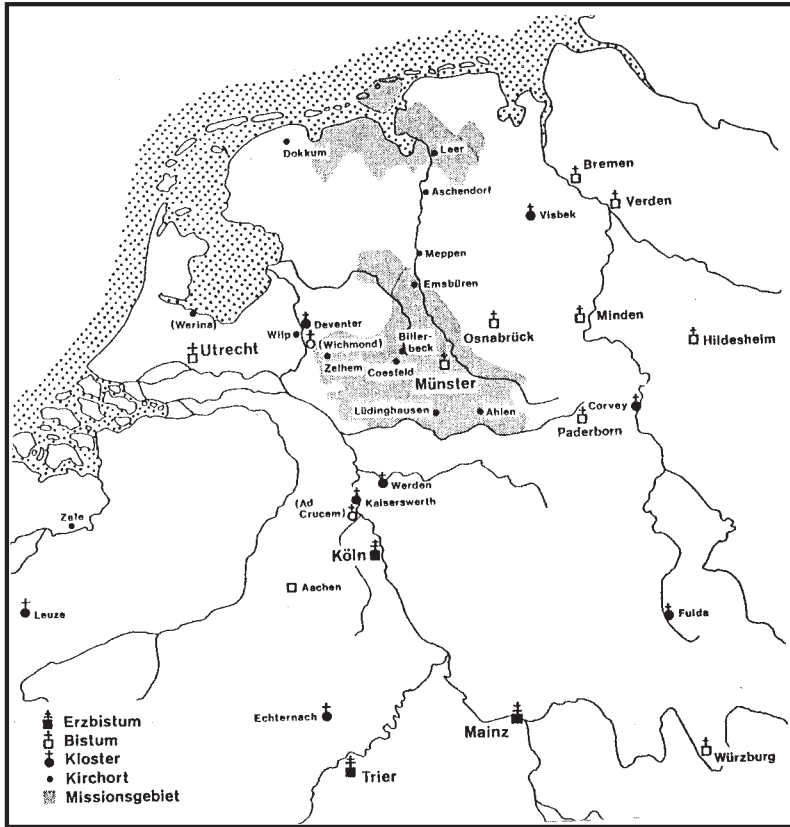 Dokkum
Leer
Bremen
Aschendorf
Verden
Visbek
Meppen
Emsbüren
(Werina)
Deventer
Minden
Wilp
(Wichmond)
Biller-
beck
Osnabrück
Hildesheim
Utrecht
Zelhem
Coesfeld
Münster
Lüdinghausen
Ahlen
Corvey
Paderborn
Werden
Kaiserswerth
(Ad
Crucem)
Zele
Köln
Aachen
Leuze
Fulda
Echternach
Mainz
Würzburg
Trier
Erzbistum
Bistum
Kloster
Kirchort
Missionsgebiet